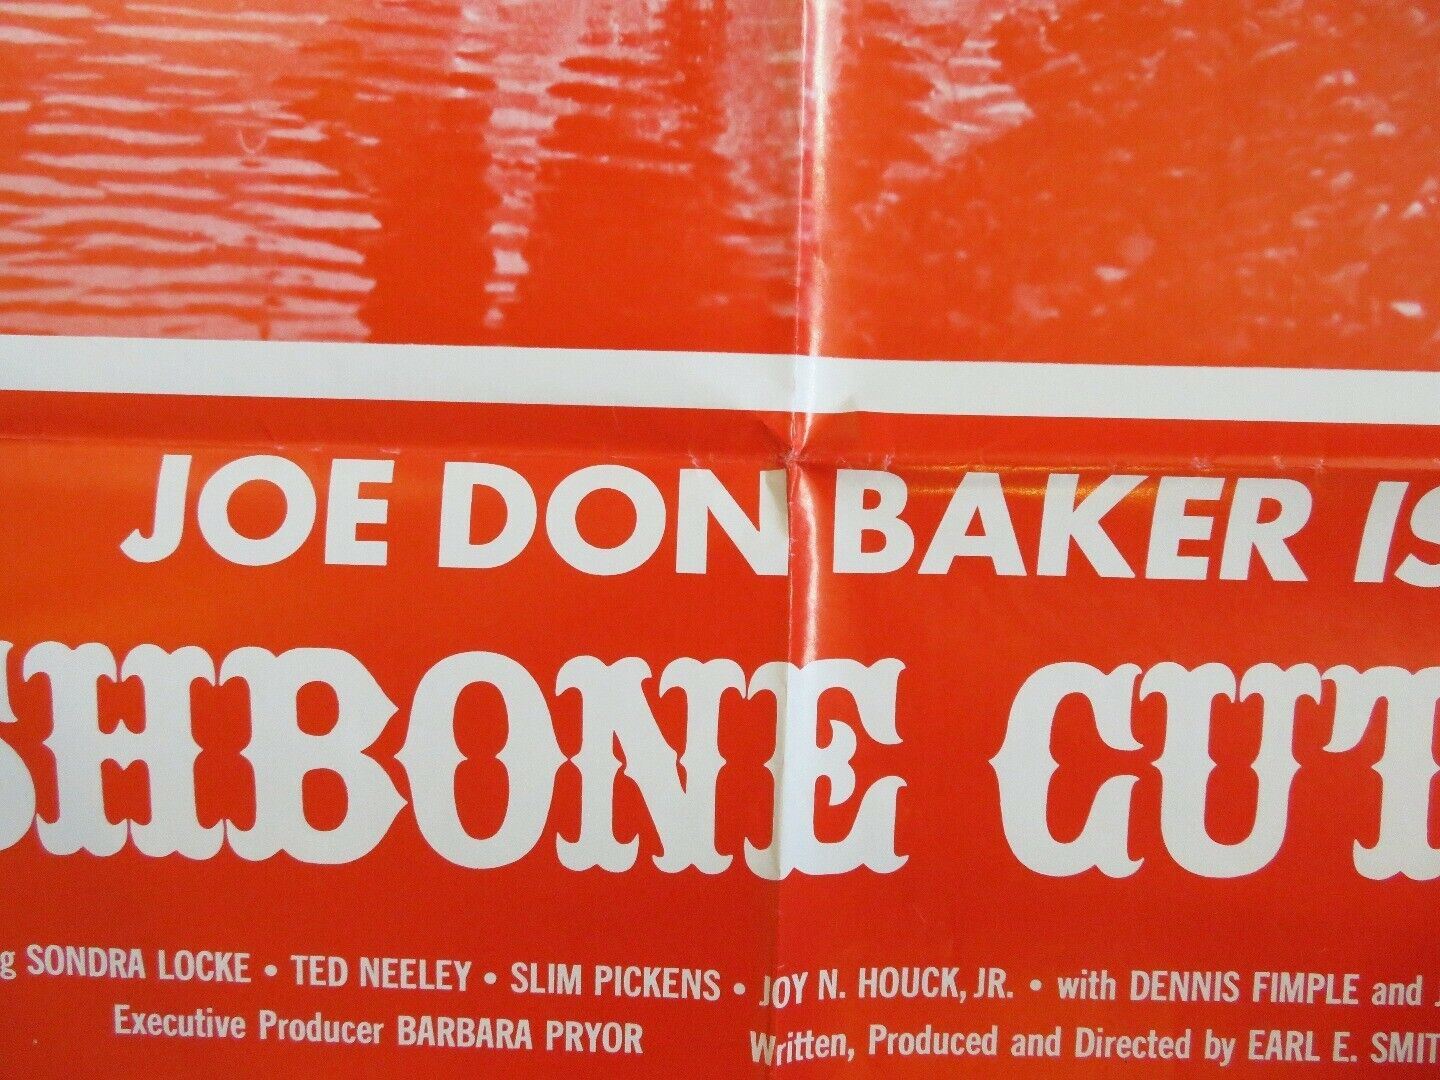 JOE DON BAKER IS
SHBONE CUT
g SONDRA LOCKE • TED NEELEY • SLIM PICKENS • JOY N. HOUCK, JR. • with DENNIS FIMPLE and J
Executive Producer BARBARA PRYOR
Written, Produced and Directed by EARL E. SMIT